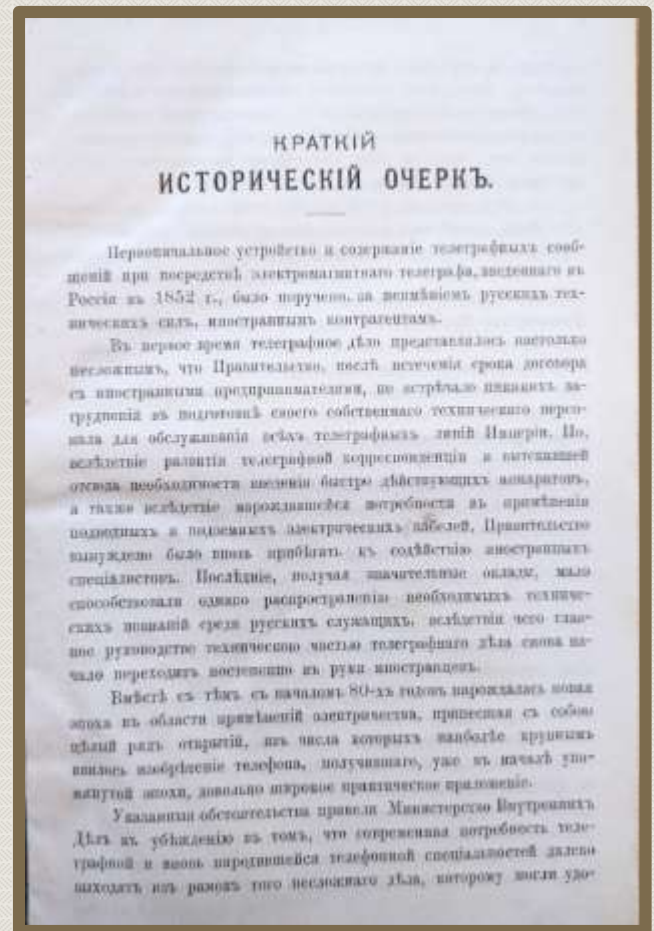 КРАТКІЙ
ИСТОРИЧЕСКІЙ ОЧЕРКЪ.
Первоначальное устройство и содержаніе телеграфныхъ сооб-
щеній при посредствѣ электромагнитнаго телеграфа, введеннаго въ
Россіи въ 1852 г., было поручено, за неимѣніемъ русскихъ тех-
ническихъ силъ, иностраннымъ контрагентамъ.
Въ первое время телеграфное дѣло представлялось настолько
несложнымъ, что Правительство, послѣ истеченія срока договора
съ иностранными предпринимателями, не встрѣчало никакихъ за-
трудненій въ подготовкѣ своего собственнаго техническаго персо-
нала для обслуживанія всѣхъ телеграфныхъ линій Имперіи. Но,
вслѣдствіе развитія телеграфной корреспонденціи и вытекавшей
отсюда необходимости введенія быстро дѣйствующихъ аппаратовъ,
а также вслѣдствіе нарождавшейся потребности въ примѣненіи
подводныхъ и подземныхъ электрическихъ кабелей, Правительство
вынуждено было вновь прибѣгать къ содѣйствію иностранныхъ
спеціалистовъ. Послѣдніе, получая значительные оклады, мало
способствовали однако распространенію необходимыхъ техниче-
скихъ познаній среди русскихъ служащихъ, вслѣдствіи чего глав-
ное руководство техническою частью телеграфнаго дѣла снова на-
чало переходить постепенно въ руки иностранцевъ.
Вмѣстѣ съ тѣмъ съ началомъ 80-хъ годовъ нарождалась новая
эпоха въ области примѣненій электричества, принесшая съ собою
цѣлый рядъ открытій, изъ числа которыхъ наиболѣе крупнымъ
явилось изобрѣтеніе телефона, получившаго, уже въ началѣ упо-
мянутой эпохи, довольно широкое практическое приложеніе.
Указанныя обстоятельства привели Министерство Внутреннихъ
Дѣлъ къ убѣжденію въ томъ, что современная потребность теле-
графной и вновь народившейся телефонной спеціальностей далеко
выходятъ изъ рамокъ того несложнаго дѣла, которому могли удо-